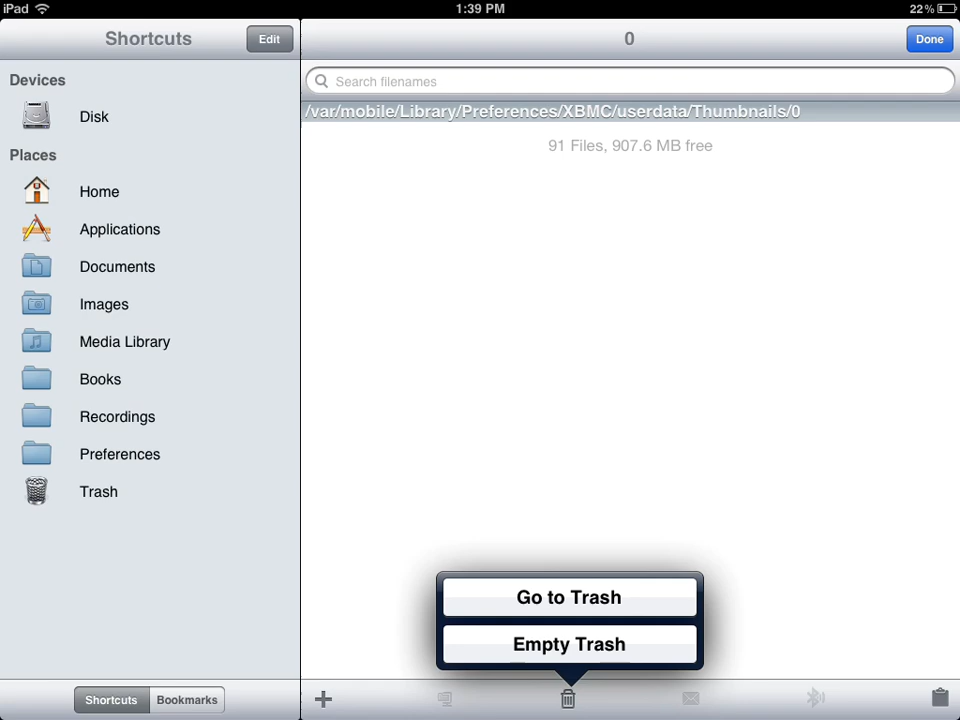 iPad
1:39 PM
22%
Shortcuts
Edit
0
Done
Devices
Disk
Places
Home
Applications
Documents
Images
Media Library
Books
Recordings
Preferences
Trash
Search filenames
/var/mobile/Library/Preferences/XBMC/userdata/Thumbnails/0
91 Files, 907.6 MB free
Go to Trash
Empty Trash
Shortcuts
Bookmarks